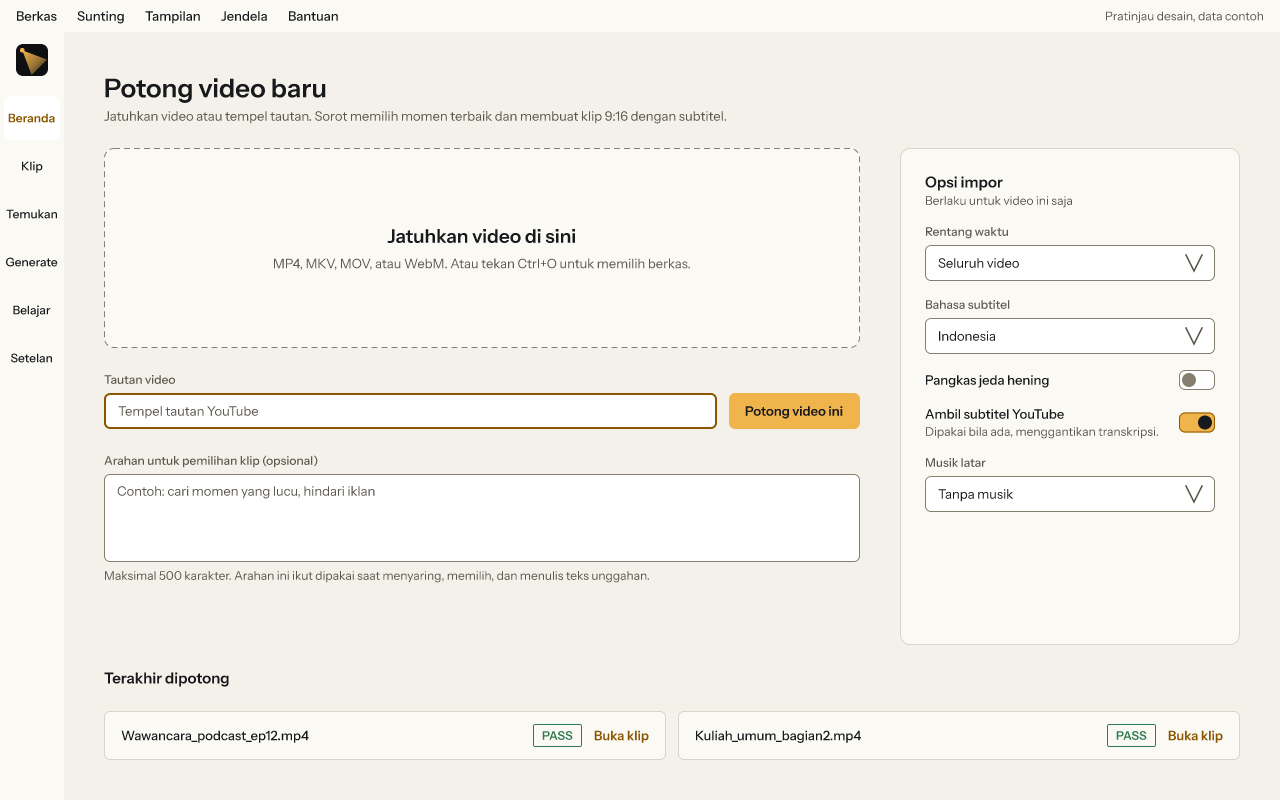 Berkas Sunting Tampilan Jendela Bantuan
Pratinjau desain, data contoh
Beranda
Klip
Temukan
Generate
Belajar
Setelan
Potong video baru
Jatuhkan video atau tempel tautan. Sorot memilih momen terbaik dan membuat klip 9:16 dengan subtitel.
Jatuhkan video di sini
MP4, MKV, MOV, atau WebM. Atau tekan Ctrl+O untuk memilih berkas.
Tautan video
Tempel tautan YouTube
Potong video ini
Arahan untuk pemilihan klip (opsional)
Contoh: cari momen yang lucu, hindari iklan
Maksimal 500 karakter. Arahan ini ikut dipakai saat menyaring, memilih, dan menulis teks unggahan.
Opsi impor
Berlaku untuk video ini saja
Rentang waktu
Seluruh video
Bahasa subtitel
Indonesia
Pangkas jeda hening
Ambil subtitel YouTube
Dipakai bila ada, menggantikan transkripsi.
Musik latar
Tanpa musik
Terakhir dipotong
Wawancara_podcast_ep12.mp4 PASS Buka klip
Kuliah_umum_bagian2.mp4 PASS Buka klip